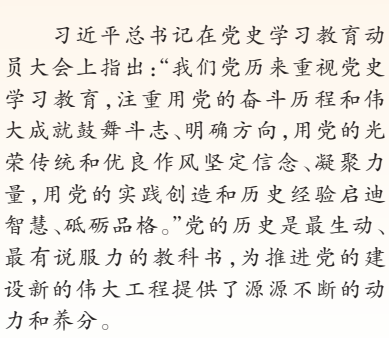 习近平总书记在党史学习教育动
员大会上指出：“我们党历来重视党史
学习教育，注重用党的奋斗历程和伟
大成就鼓舞斗志、明确方向，用党的光
荣传统和优良作风坚定信念、凝聚力
量，用党的实践创造和历史经验启迪
智慧、砥砺品格。”党的历史是最生动、
最有说服力的教科书，为推进党的建
设新的伟大工程提供了源源不断的动
力和养分。